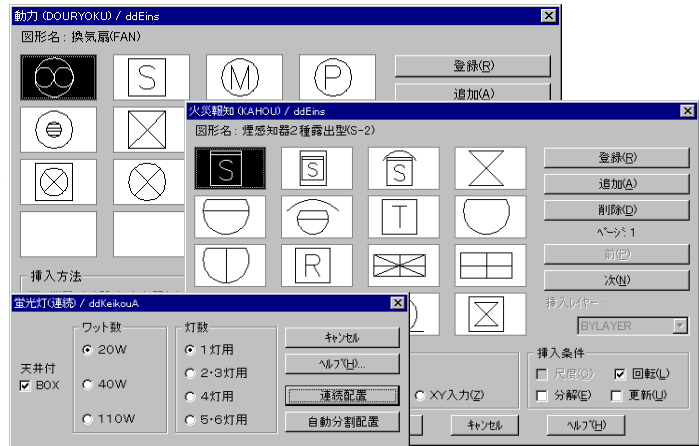 動力 (DOURYOKU) / ddEins
図形名: 換気扇(FAN)
S
M
P
登録(R)
追加(A)
挿入方法
火災報知 (KAHOU) / ddEins
図形名: 煙感知器2種露出型(S-2)
S
S
S
T
R
登録(R)
追加(A)
削除(D)
ページ: 1
前(P)
次(N)
挿入レイヤー:
BYLAYER
XY入力(Z)
挿入条件
尺度(O)
回転(L)
分解(E)
更新(U)
キャンセル
ヘルプ(H)
蛍光灯(連続) / ddKeikouA
天井付
BOX
ワット数
20W
40W
110W
灯数
1灯用
2・3灯用
4灯用
5・6灯用
キャンセル
ヘルプ(H)...
連続配置
自動分割配置